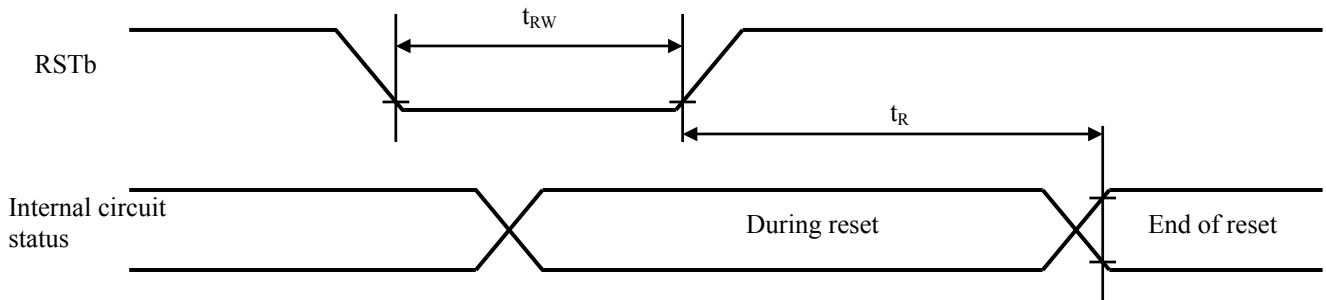 t_RW
RSTb
t_R
Internal circuit
status
During reset
End of reset